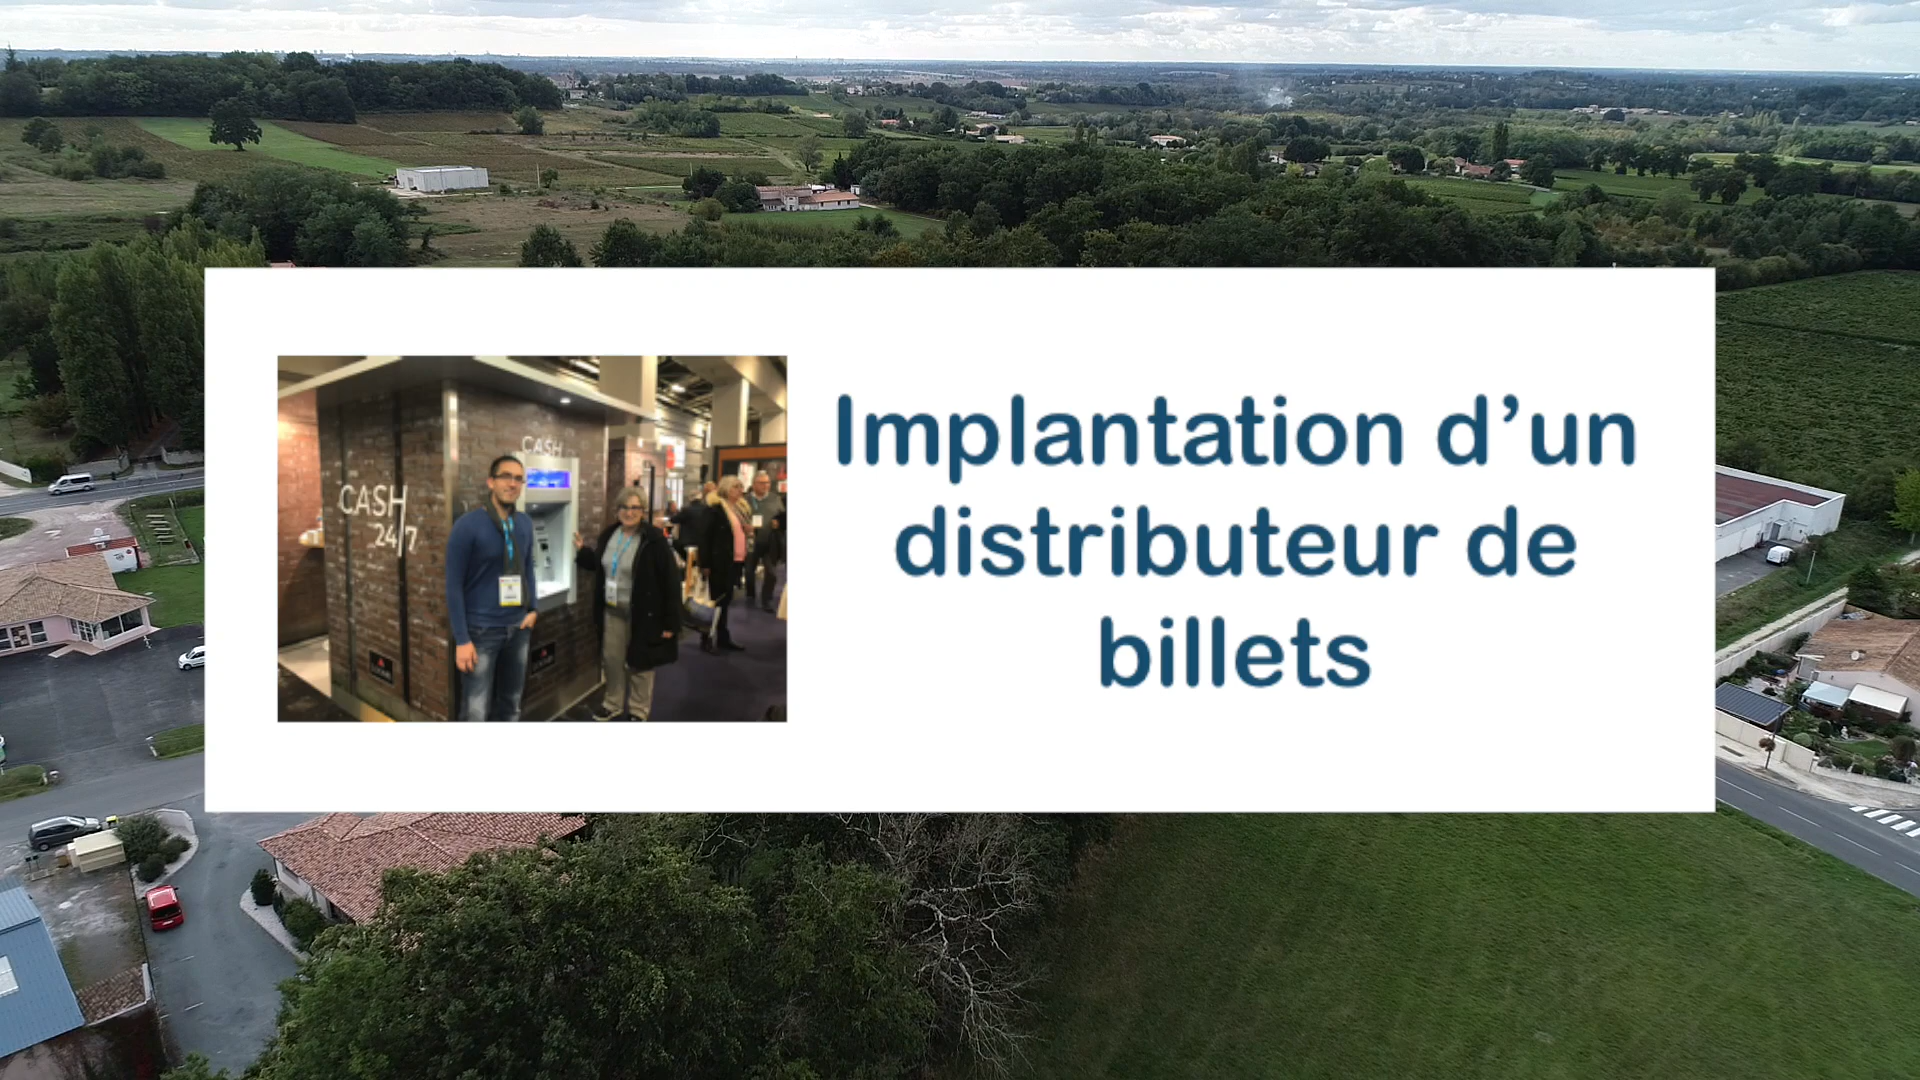 CASH
CASH
24/7
Implantation d’un
distributeur de
billets